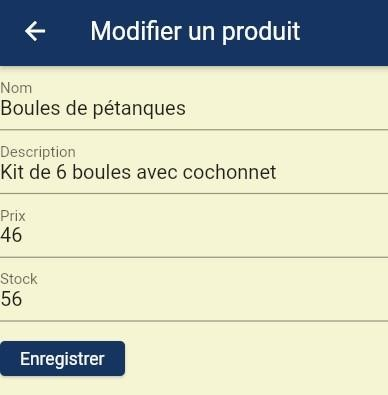 Modifier un produit
Nom
Boules de pétanques
Description
Kit de 6 boules avec cochonnet
Prix
46
Stock
56
Enregistrer